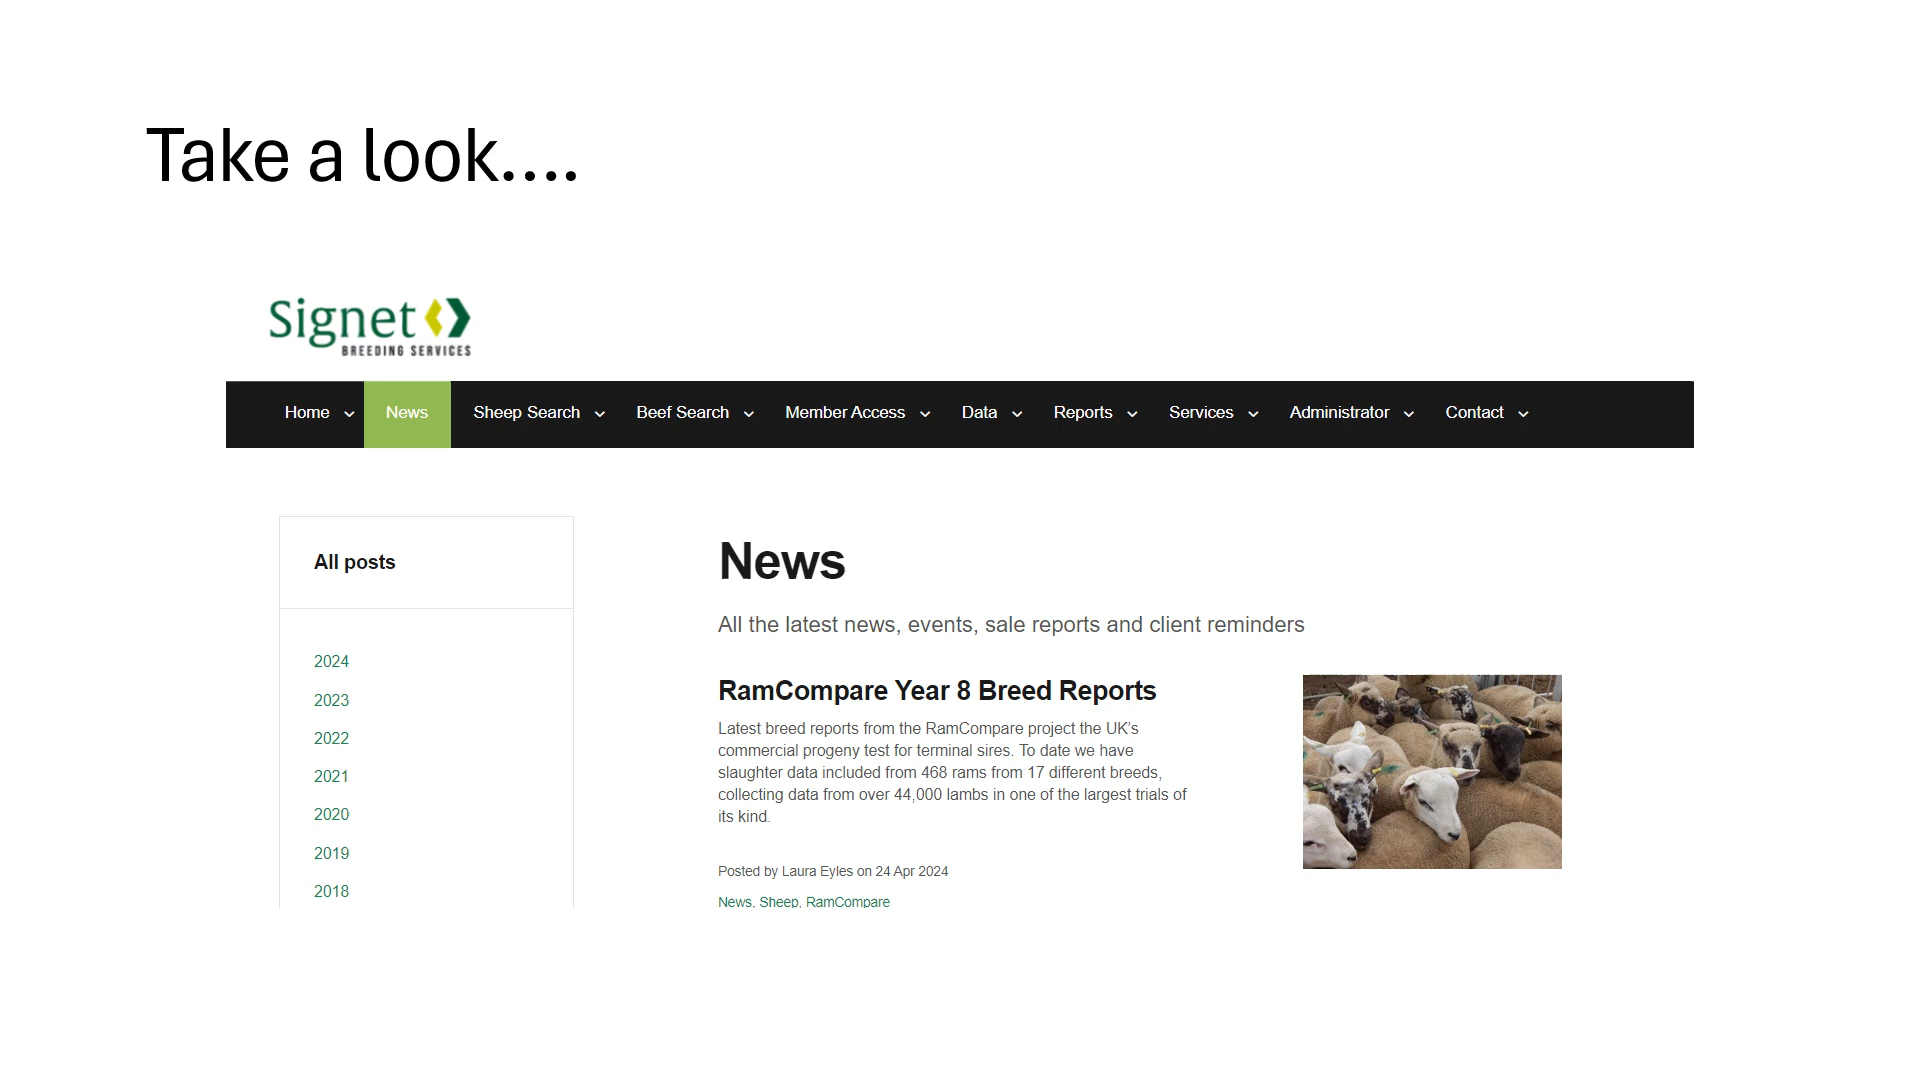 Take a look....
Signet
BREEDING SERVICES
Home News Sheep Search Beef Search Member Access Data Reports Services Administrator Contact
All posts
2024
2023
2022
2021
2020
2019
2018
News
All the latest news, events, sale reports and client reminders
RamCompare Year 8 Breed Reports
Latest breed reports from the RamCompare project the UK's
commercial progeny test for terminal sires. To date we have
slaughter data included from 468 rams from 17 different breeds,
collecting data from over 44,000 lambs in one of the largest trials of
its kind.
Posted by Laura Eyles on 24 Apr 2024
News, Sheep, RamCompare